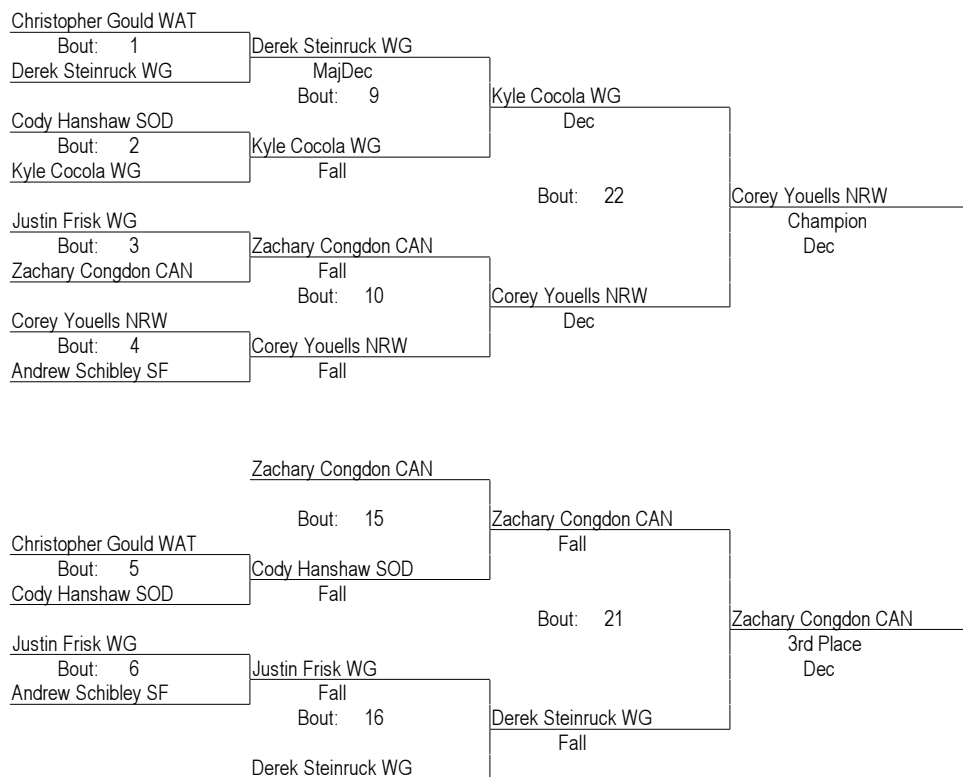 Christopher Gould WAT
Bout: 1 Derek Steinruck WG
Derek Steinruck WG MajDec
Bout: 9 Kyle Cocola WG
Cody Hanshaw SOD Dec
Bout: 2 Kyle Cocola WG
Kyle Cocola WG Fall
Bout: 22 Corey Youells NRW
Justin Frisk WG Champion
Bout: 3 Zachary Congdon CAN Dec
Zachary Congdon CAN Fall
Bout: 10 Corey Youells NRW
Corey Youells NRW Dec
Bout: 4 Corey Youells NRW
Andrew Schibley SF Fall
Zachary Congdon CAN
Bout: 15 Zachary Congdon CAN
Christopher Gould WAT Fall
Bout: 5 Cody Hanshaw SOD
Cody Hanshaw SOD Fall
Bout: 21 Zachary Congdon CAN
Justin Frisk WG 3rd Place
Bout: 6 Justin Frisk WG Dec
Andrew Schibley SF Fall
Bout: 16 Derek Steinruck WG
Fall
Derek Steinruck WG